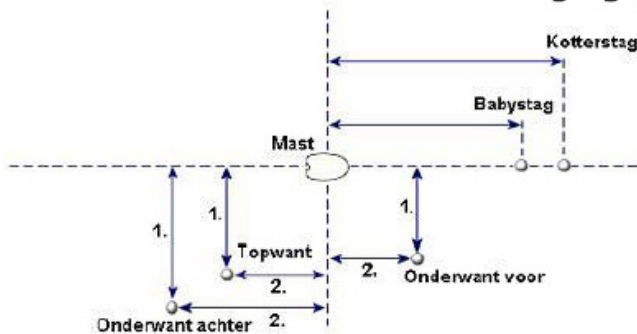 Kotterstag
Babystag
Mast
1.
1.
1.
Topwant
2.
2.
Onderwant voor
Onderwant achter
2.